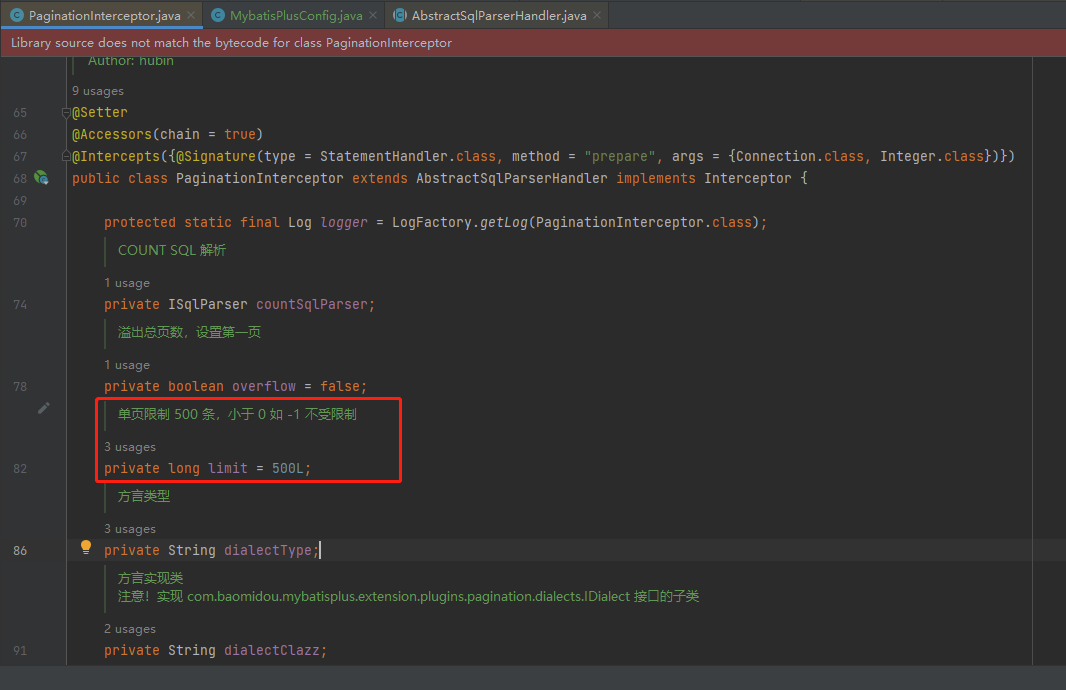 PaginationInterceptor.java
MybatisPlusConfig.java
AbstractSqlParserHandler.java
Library source does not match the bytecode for class PaginationInterceptor
Author: hubin
9 usages
65 @Setter
66 @Accessors(chain = true)
67 @Intercepts({@Signature(type = StatementHandler.class, method = "prepare", args = {Connection.class, Integer.class})})
68 public class PaginationInterceptor extends AbstractSqlParserHandler implements Interceptor {
69
70 protected static final Log logger = LogFactory.getLog(PaginationInterceptor.class);
COUNT SQL 解析
1 usage
74 private ISqlParser countSqlParser;
溢出总页数，设置第一页
1 usage
78 private boolean overflow = false;
单页限制 500 条，小于 0 如 -1 不受限制
3 usages
82 private long limit = 500L;
方言类型
3 usages
86 private String dialectType;
方言实现类
注意！实现 com.baomidou.mybatisplus.extension.plugins.pagination.dialects.IDialect 接口的子类
2 usages
91 private String dialectClazz;